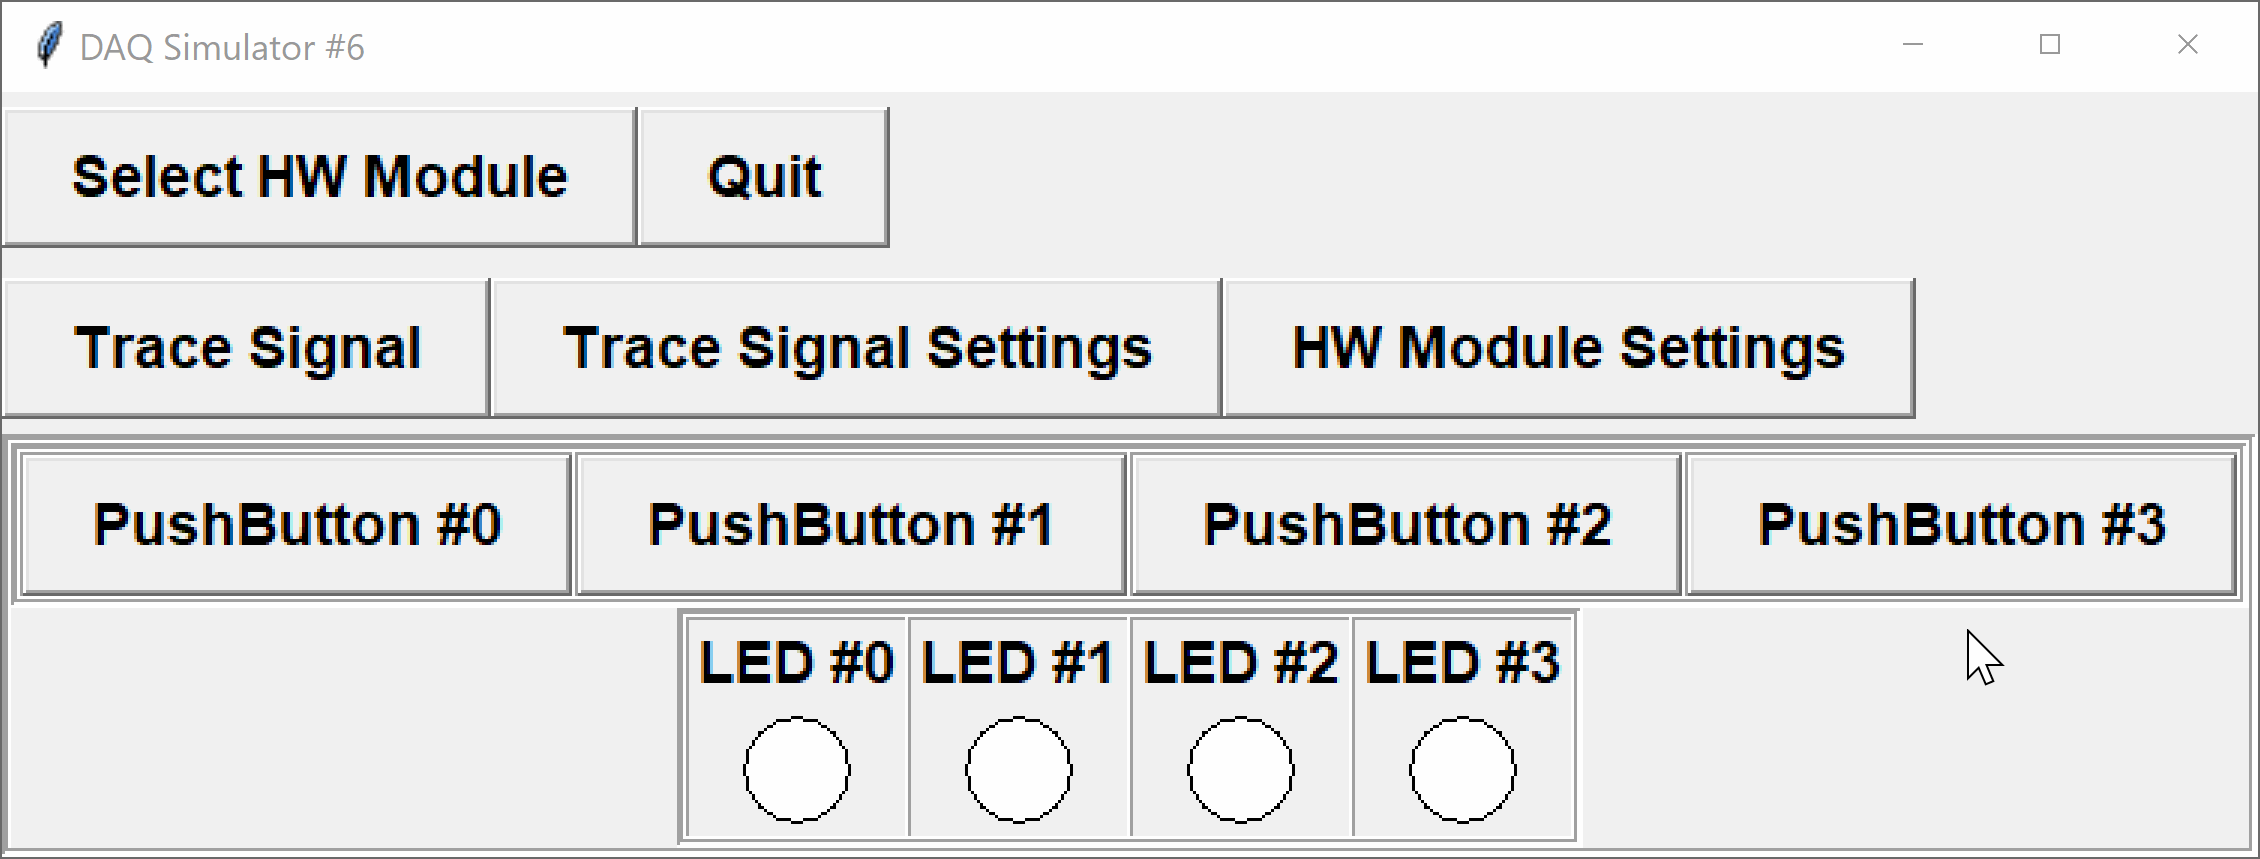 DAQ Simulator #6
Select HW Module Quit
Trace Signal Trace Signal Settings HW Module Settings
PushButton #0 PushButton #1 PushButton #2 PushButton #3
LED #0 LED #1 LED #2 LED #3